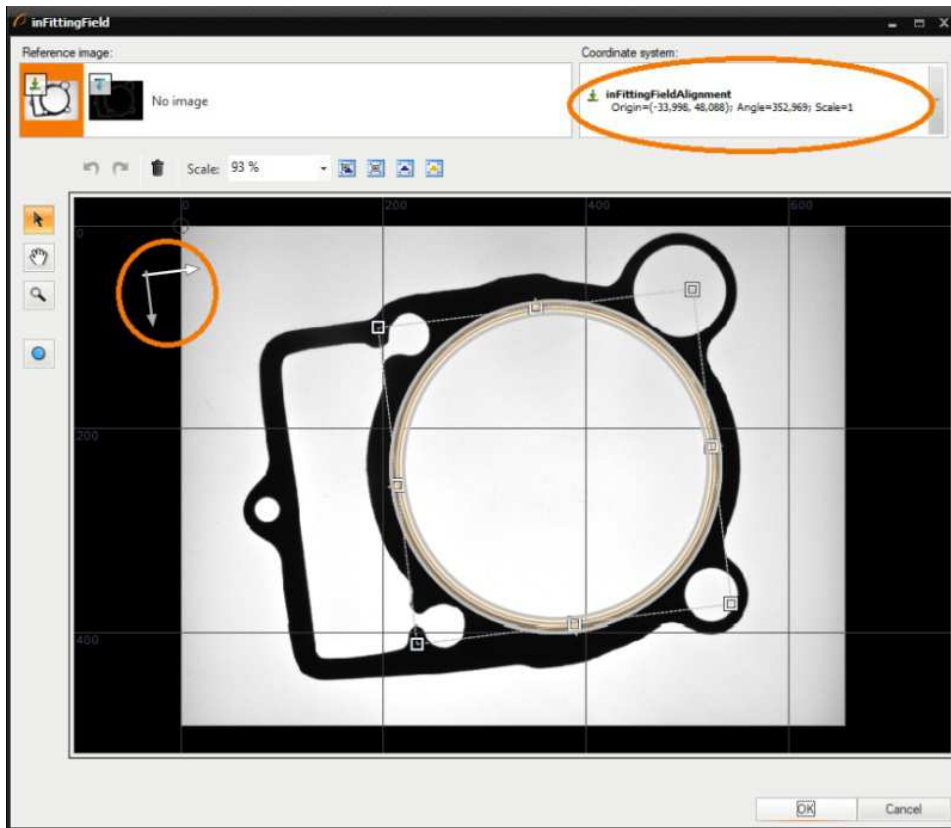 inFittingField
Reference image:
Coordinate system:
No image
inFittingFieldAlignment
Origin=(-33,998, 48,088); Angle=352,969; Scale=1
Scale: 93 %
0 200 400 600
0
200
400
OK Cancel